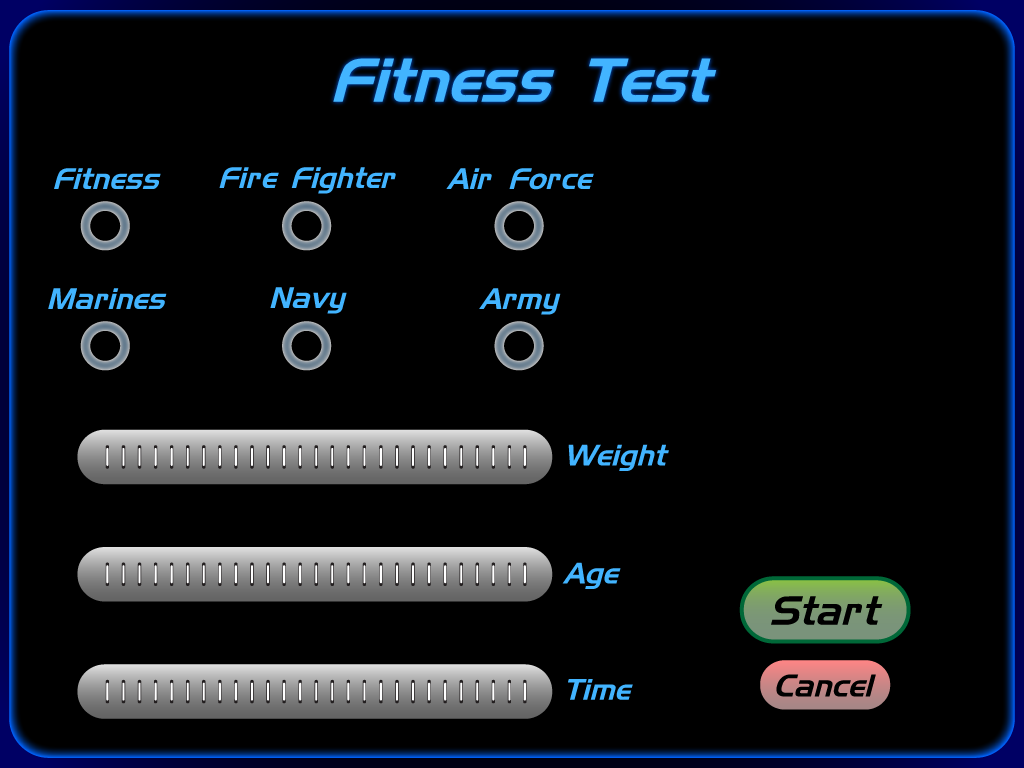 Fitness Test
Fitness Fire Fighter Air Force
Marines Navy Army
Weight
Age
Start
Time
Cancel